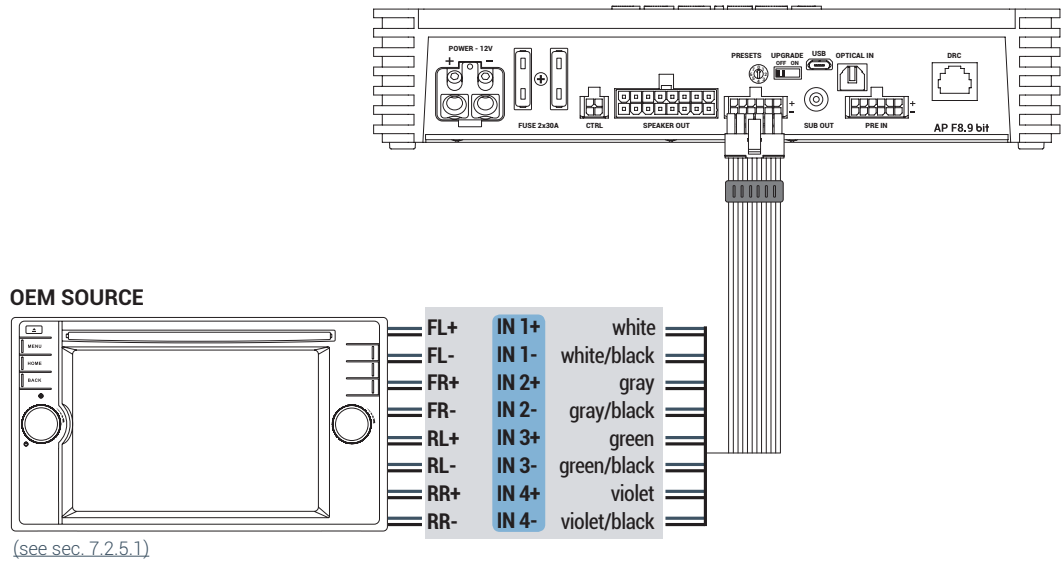 POWER - 12V
+ -
FUSE 2x30A
CTRL
SPEAKER OUT
PRESETS
UPGRADE
OFF ON
USB
OPTICAL IN
DRC
+
-
SUB OUT
PRE IN
+
-
AP F8.9 bit
OEM SOURCE
MENU
HOME
BACK
FL+ IN 1+ white
FL- IN 1- white/black
FR+ IN 2+ gray
FR- IN 2- gray/black
RL+ IN 3+ green
RL- IN 3- green/black
RR+ IN 4+ violet
RR- IN 4- violet/black
(see sec. 7.2.5.1)